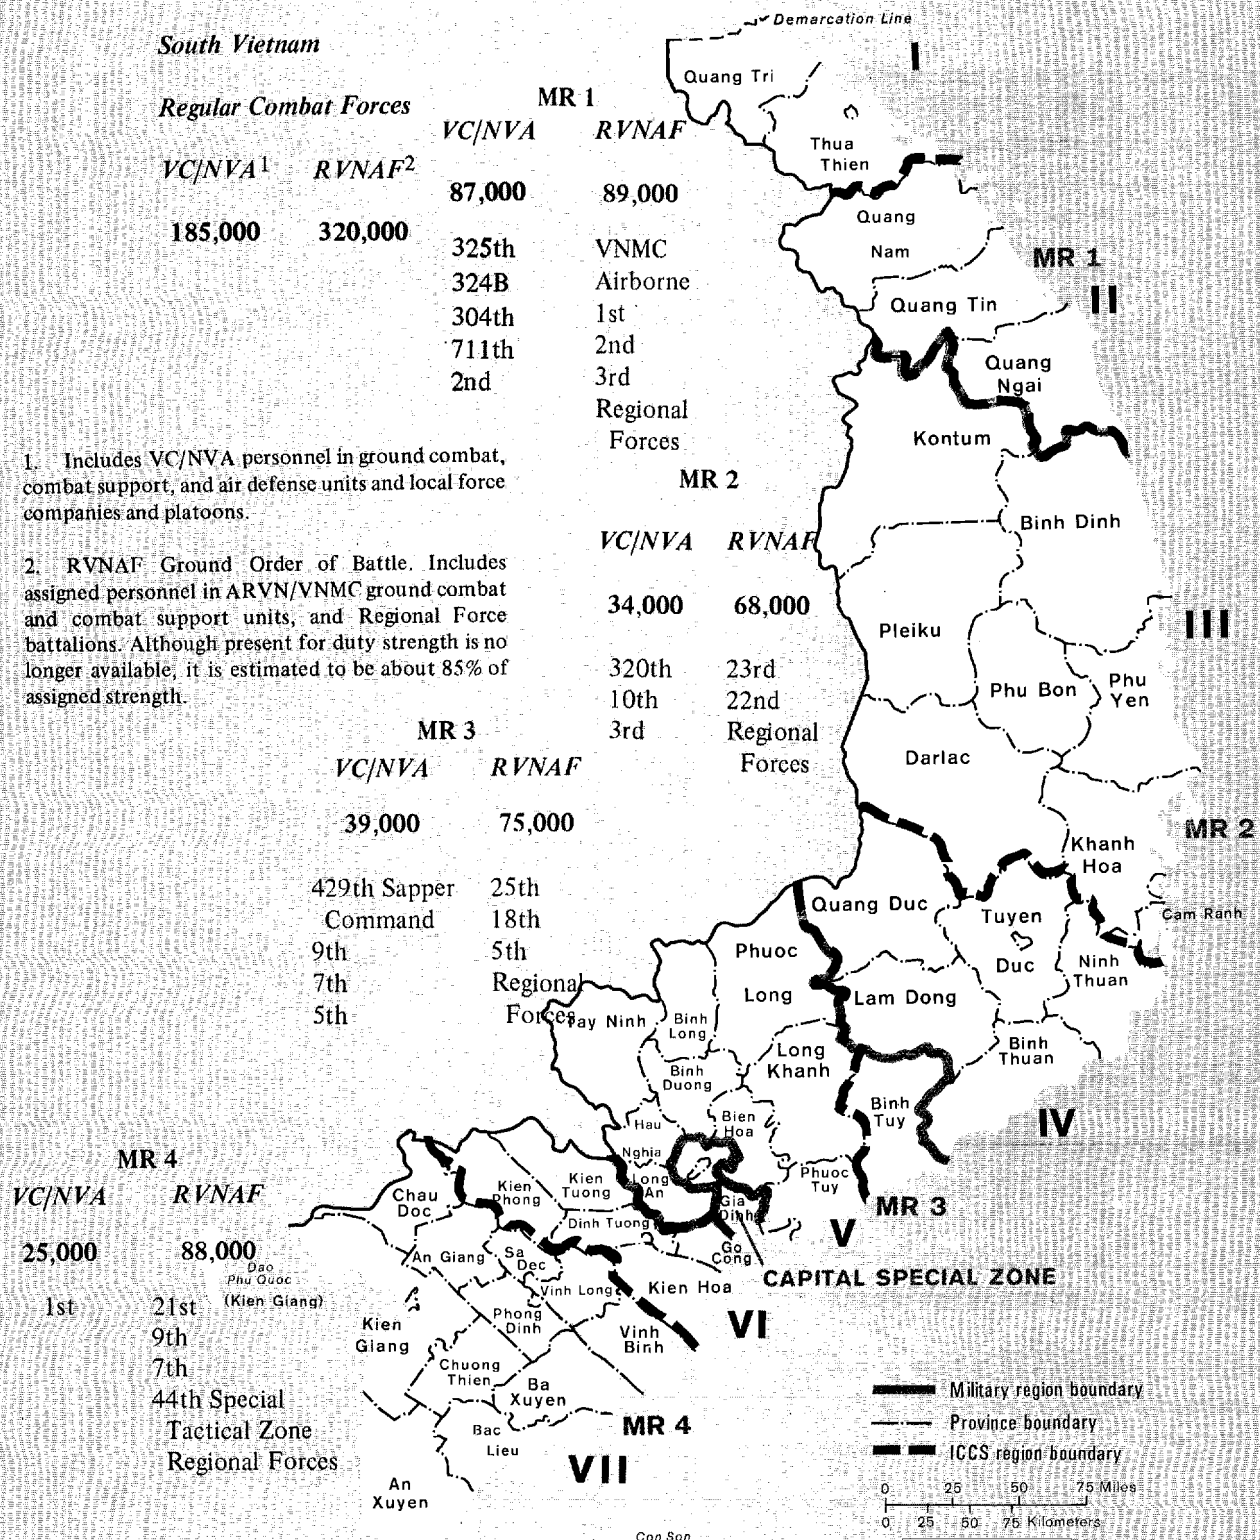 Demarcation Line
South Vietnam
Regular Combat Forces
VC/NVA1 RVNAF2
185,000 320,000
MR 1
VC/NVA RVNAF
87,000 89,000
325th VNMC
324B Airborne
304th 1st
711th 2nd
2nd 3rd
Regional
Forces
1. Includes VC/NVA personnel in ground combat,
combat support, and air defense units and local force
companies and platoons.
2. RVNAF Ground Order of Battle. Includes
assigned personnel in ARVN/VNMC ground combat
and combat support units, and Regional Force
battalions. Although present for duty strength is no
longer available, it is estimated to be about 85% of
assigned strength.
MR 2
VC/NVA RVNAF
34,000 68,000
320th 23rd
10th 22nd
3rd Regional
Forces
MR 3
VC/NVA RVNAF
39,000 75,000
429th Sapper 25th
Command 18th
9th 5th
7th Regional
5th Forces
MR 4
VC/NVA RVNAF
25,000 88,000
1st 21st
9th
7th
44th Special
Tactical Zone
Regional Forces
I
Quang Tri
Thua
Thien
Quang
Nam
MR 1
II
Quang Tin
Quang
Ngai
Kontum
Binh Dinh
III
Pleiku
Phu Bon
Phu
Yen
Darlac
MR 2
Khanh
Hoa
Cam Ranh
Quang Duc
Tuyen
Duc
Ninh
Thuan
Phuoc
Long
Lam Dong
Tay Ninh
Binh
Long
Long
Khanh
Binh
Thuan
Binh
Duong
Binh
Tuy
IV
Bien
Hoa
Hau
Nghia
Long
An
Gia
Dinh
Phuoc
Tuy
MR 3
V
Go
Cong
CAPITAL SPECIAL ZONE
Kien
Tuong
Kien
Phong
Dinh Tuong
Chau
Doc
An Giang
Sa
Dec
Vinh Long
Kien Hoa
VI
Dao
Phu Quoc
(Kien Giang)
Kien
Giang
Phong
Dinh
Vinh
Binh
Chuong
Thien
Ba
Xuyen
MR 4
Bac
Lieu
VII
An
Xuyen
Con Son
Military region boundary
Province boundary
ICCS region boundary
0 25 50 75 Miles
0 25 50 75 Kilometers